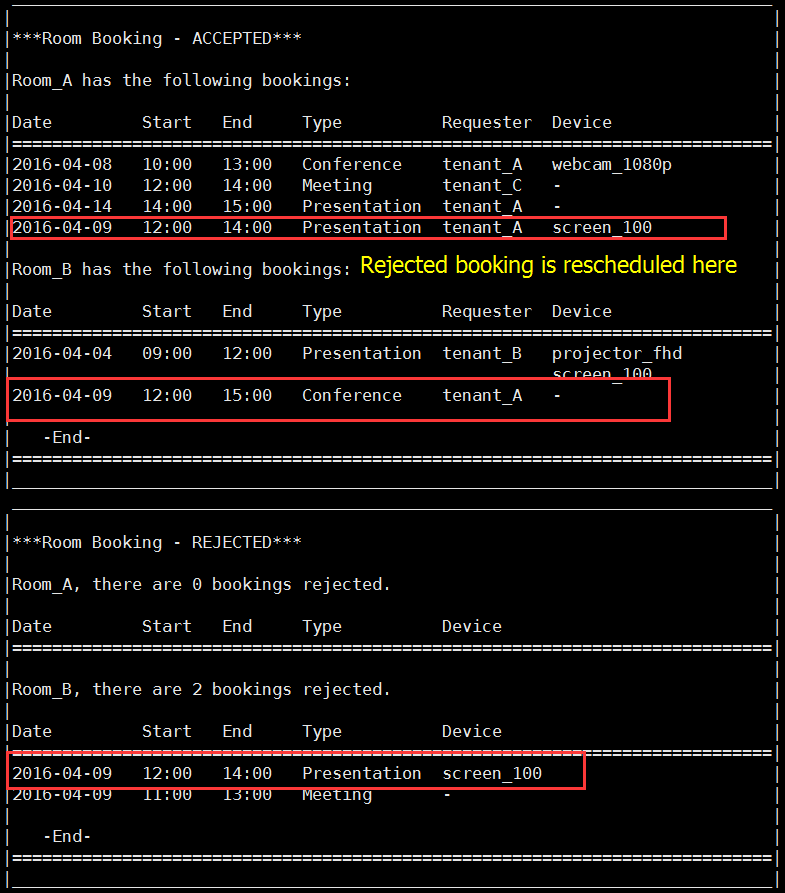 ***Room Booking - ACCEPTED***
Room_A has the following bookings:
Date Start End Type Requester Device
===========================================================================
2016-04-08 10:00 13:00 Conference tenant_A webcam_1080p
2016-04-10 12:00 14:00 Meeting tenant_C -
2016-04-14 14:00 15:00 Presentation tenant_A -
2016-04-09 12:00 14:00 Presentation tenant_A screen_100
Room_B has the following bookings: Rejected booking is rescheduled here
Date Start End Type Requester Device
===========================================================================
2016-04-04 09:00 12:00 Presentation tenant_B projector_fhd
screen_100
2016-04-09 12:00 15:00 Conference tenant_A -
-End-
===========================================================================
***Room Booking - REJECTED***
Room_A, there are 0 bookings rejected.
Date Start End Type Device
===========================================================================
Room_B, there are 2 bookings rejected.
Date Start End Type Device
===========================================================================
2016-04-09 12:00 14:00 Presentation screen_100
2016-04-09 11:00 13:00 Meeting -
-End-
===========================================================================